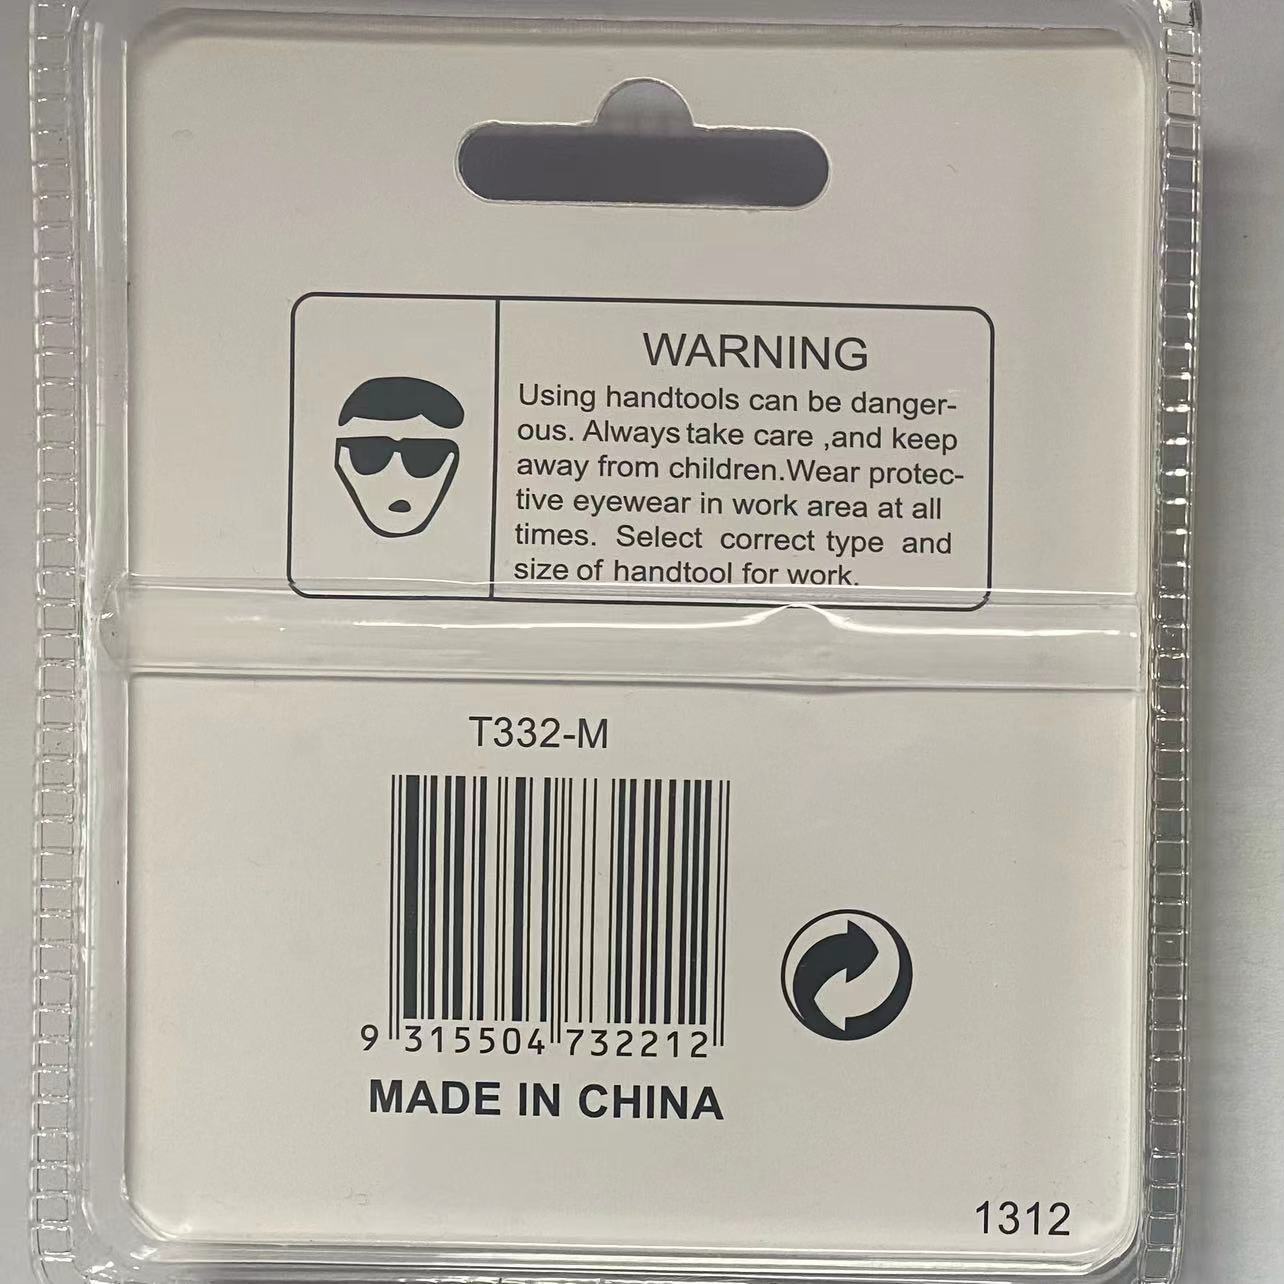 WARNING
Using handtools can be danger-
ous. Always take care ,and keep
away from children.Wear protec-
tive eyewear in work area at all
times. Select correct type and
size of handtool for work.
T332-M
9 315504 732212
MADE IN CHINA
1312